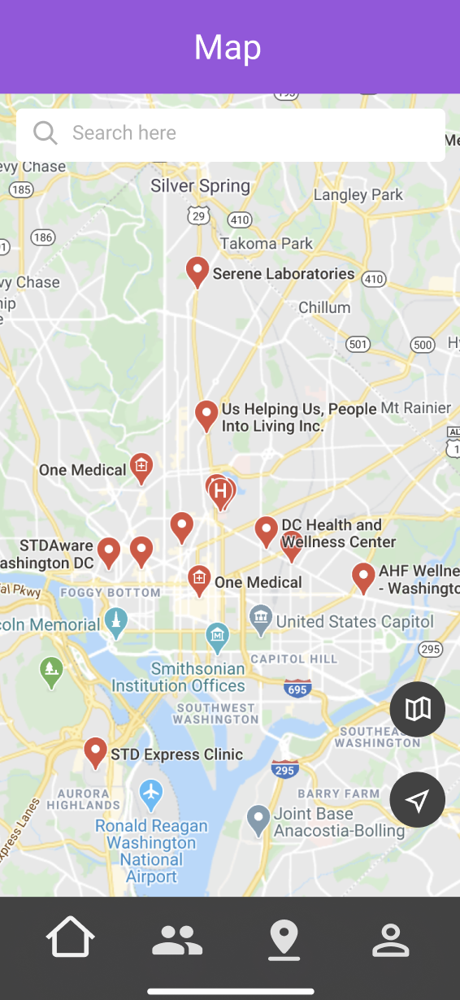 Map
195
Search here
evy Chase
185
Silver Spring
Langley Park
29
410
186
Takoma Park
vy Chase
Serene Laboratories
410
Chillum
501
500
Us Helping Us, People
Into Living Inc.
Mt Rainier
One Medical
H
DC Health and
Wellness Center
STDAware
ashington DC
AHF Wellne
- Washingto
One Medical
FOGGY BOTTOM
coln Memorial
United States Capitol
M
Smithsonian
Institution Offices
CAPITOL HILL
295
695
SOUTHWEST
WASHINGTON
SOUTHEAS
WASHINGTON
STD Express Clinic
295
AURORA
HIGHLANDS
BARRY FARM
Express Lanes
Ronald Reagan
Washington
National
Airport
Joint Base
Anacostia-Bolling